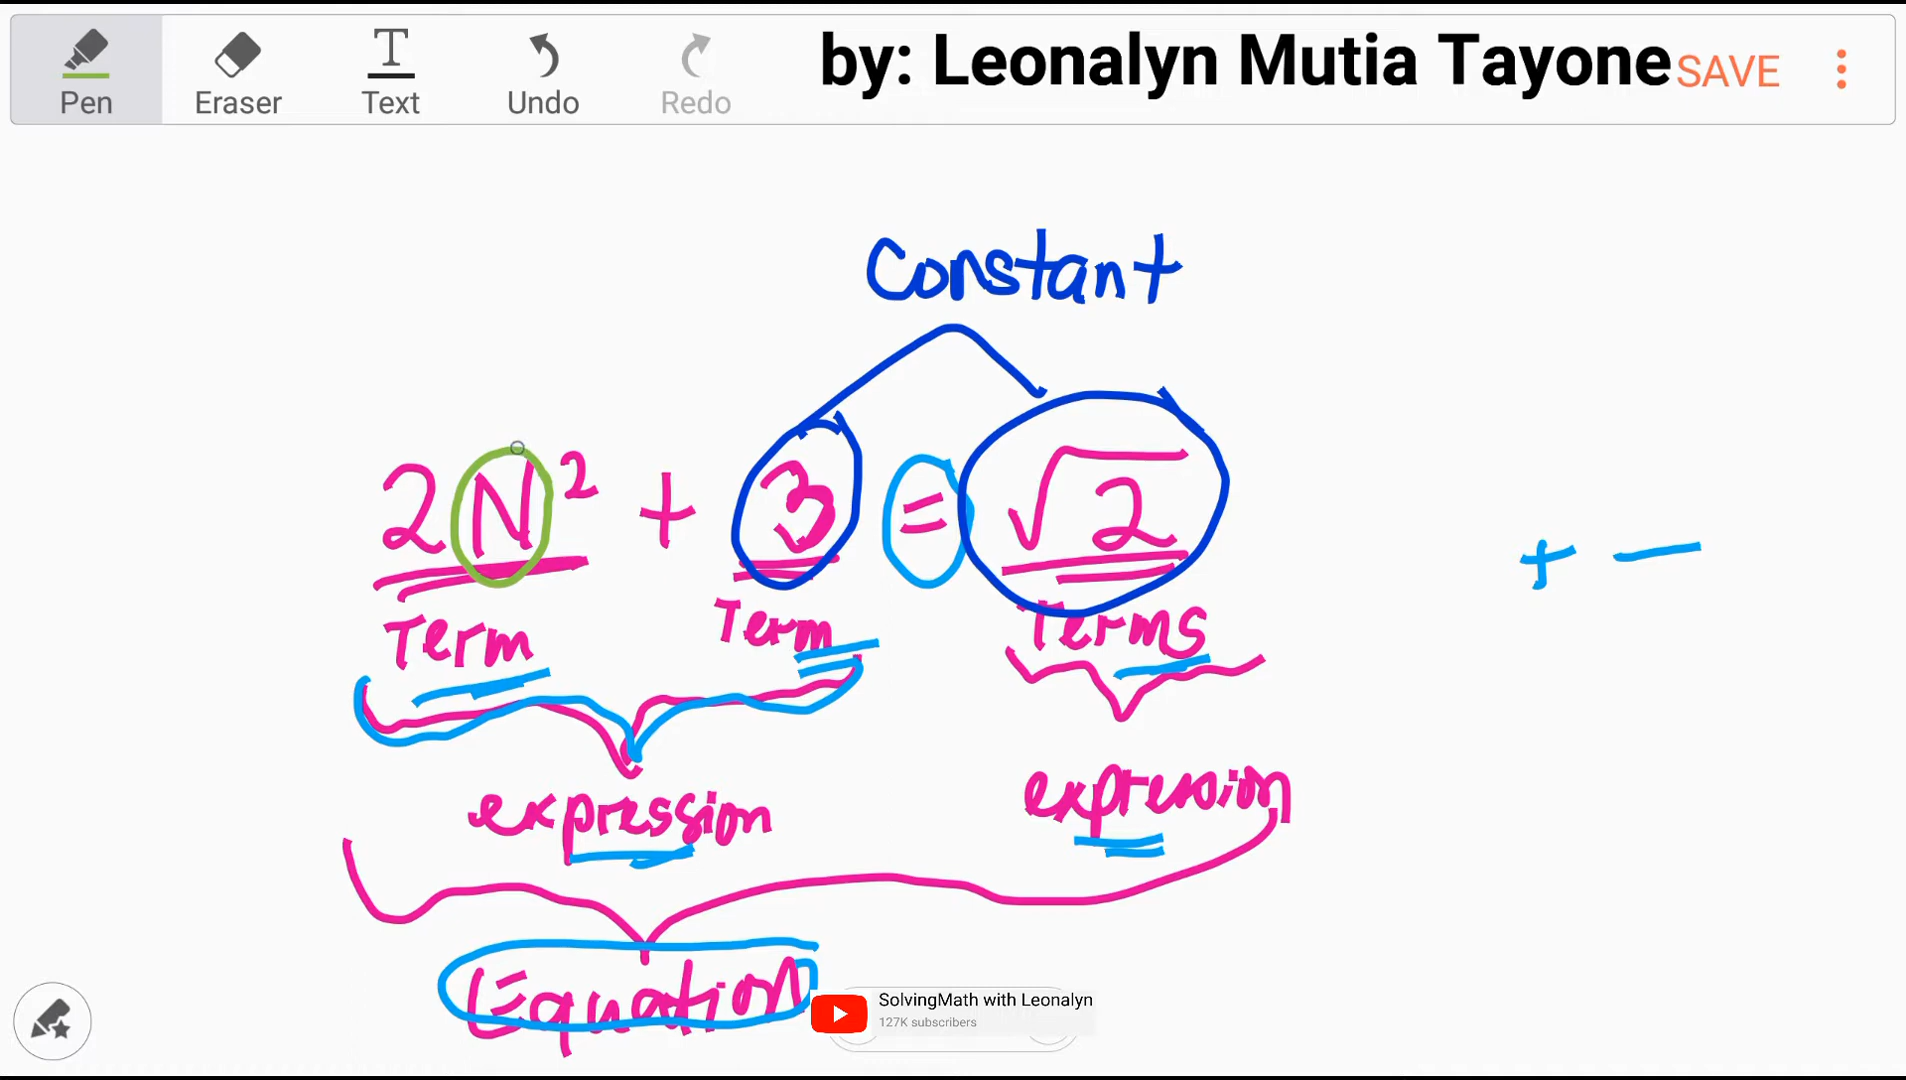 by: Leonalyn Mutia Tayone
Pen Eraser Text Undo Redo SAVE
Constant
2N² + 3 = √2
+ −
Term Term Terms
expression expression
Equation
SolvingMath with Leonalyn
127K subscribers